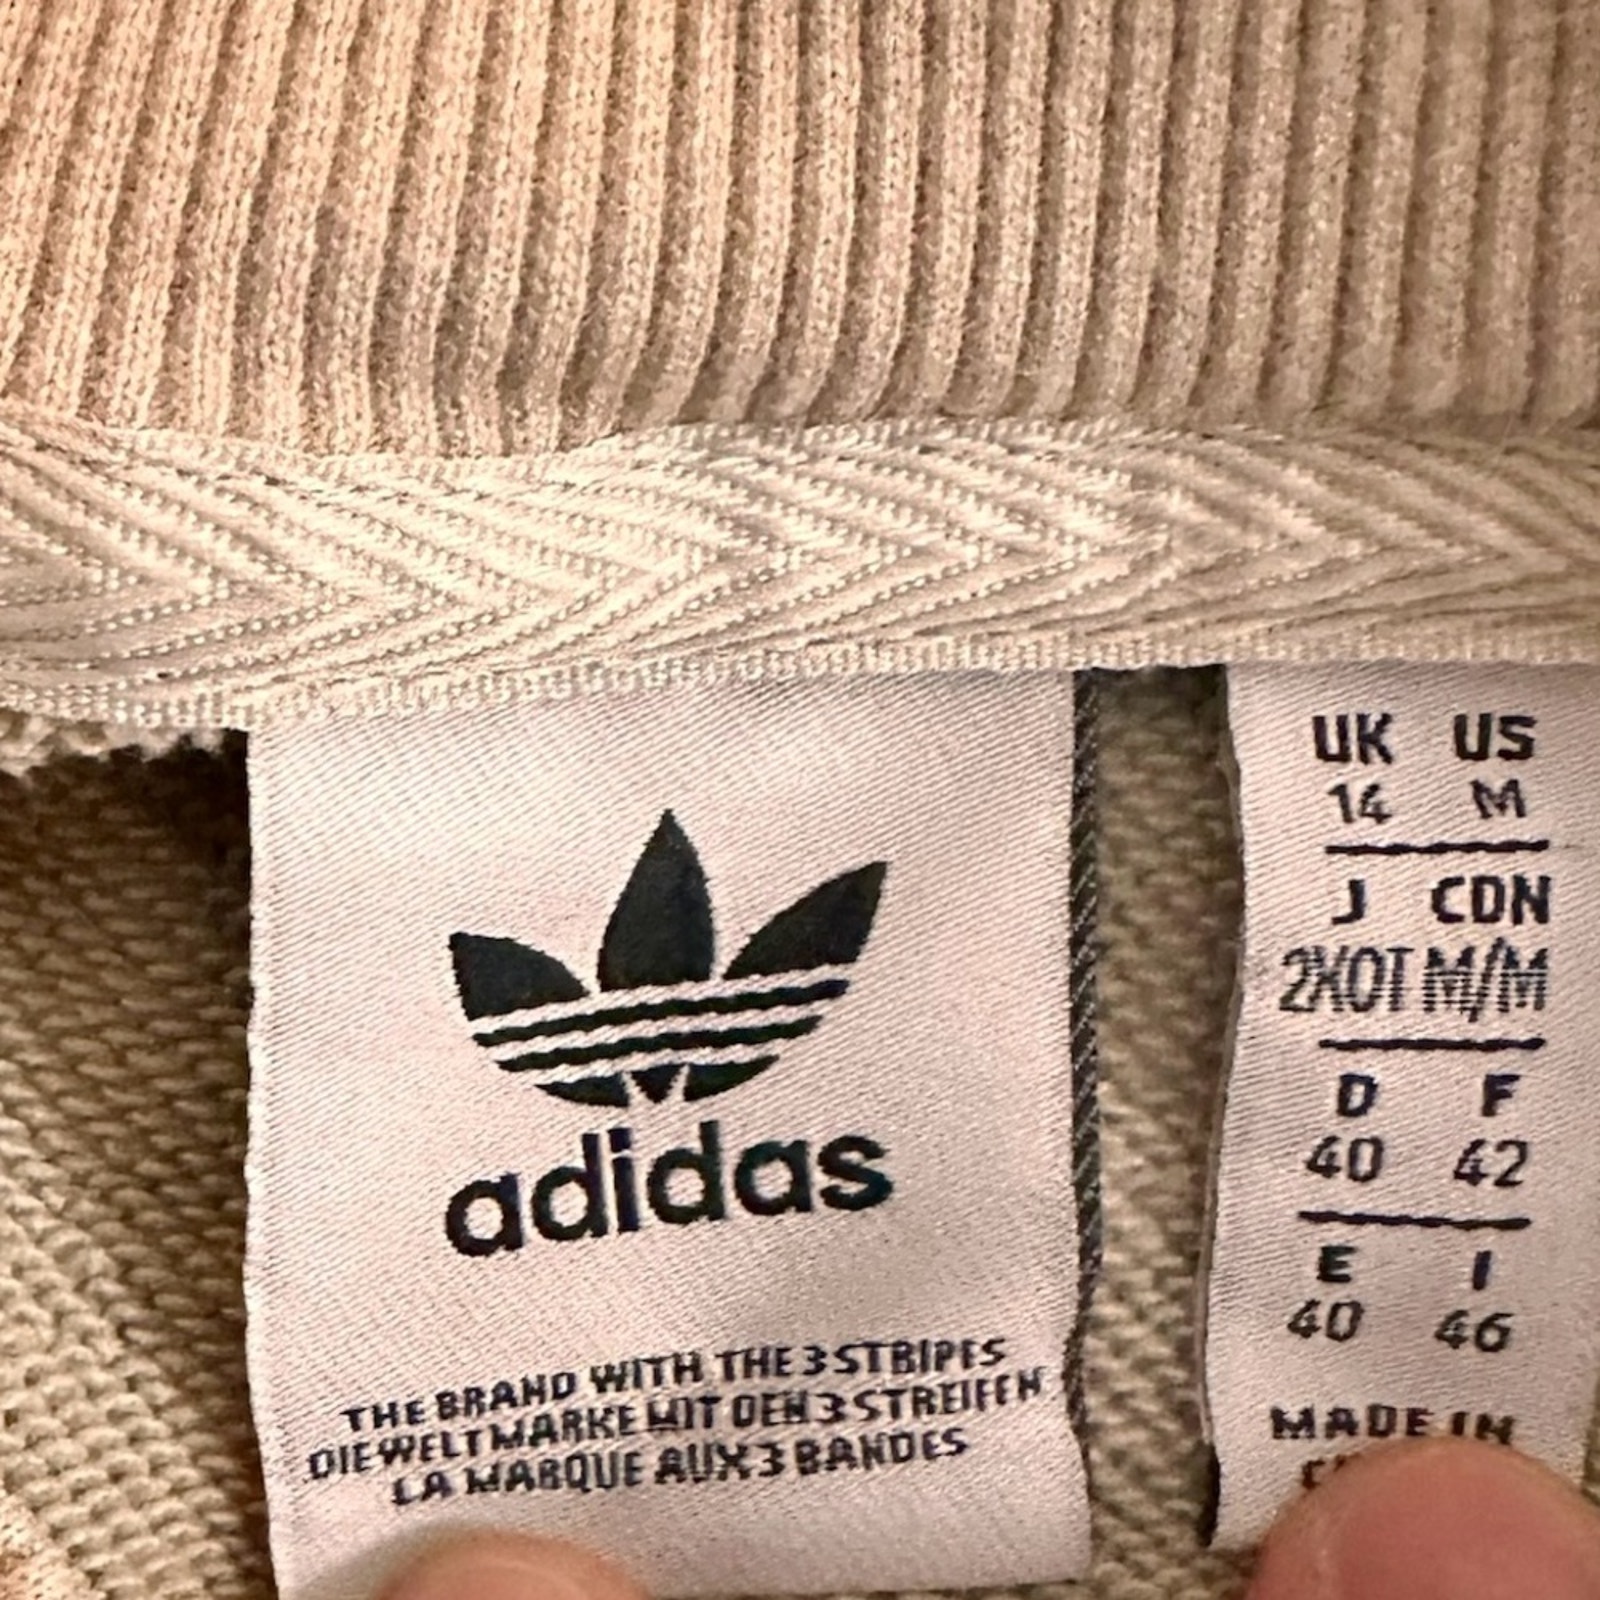 adidas
THE BRAND WITH THE 3 STRIPES
DIE WELTMARKE MIT DEN 3 STREIFEN
LA MARQUE AUX 3 BANDES
UK US
14 M
J CDN
2XOT M/M
D F
40 42
E I
40 46
MADE IN